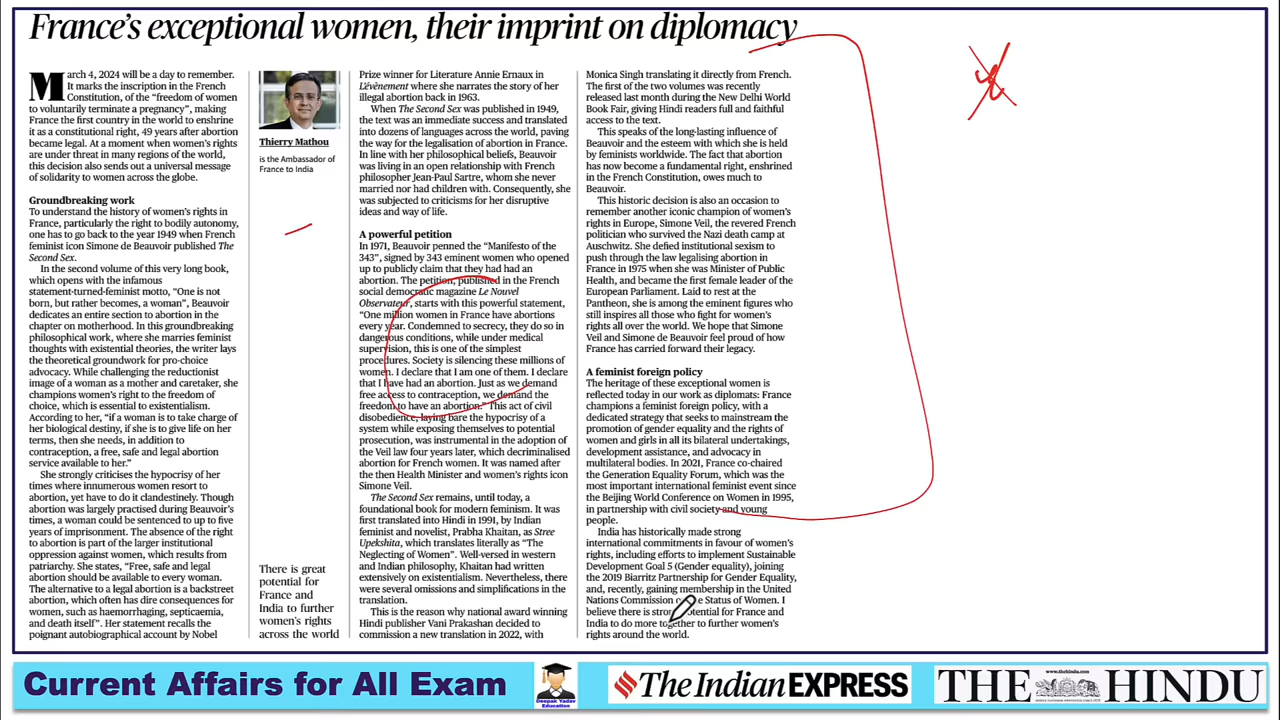 France's exceptional women, their imprint on diplomacy
March 4, 2024 will be a day to remember.
It marks the inscription in the French
Constitution, of the “freedom of women
to voluntarily terminate a pregnancy”, making
France the first country in the world to enshrine
it as a constitutional right, 49 years after abortion
became legal. At a moment when women's rights
are under threat in many regions of the world,
this decision also sends out a universal message
of solidarity to women across the globe.
Groundbreaking work
To understand the history of women's rights in
France, particularly the right to bodily autonomy,
one has to go back to the year 1949 when French
feminist icon Simone de Beauvoir published The
Second Sex.
In the second volume of this very long book,
which opens with the infamous
statement-turned-feminist motto, “One is not
born, but rather becomes, a woman”, Beauvoir
dedicates an entire section to abortion in the
chapter on motherhood. In this groundbreaking
philosophical work, where she marries feminist
thoughts with existential theories, the writer lays
the theoretical groundwork for pro-choice
advocacy. While challenging the reductionist
image of a woman as a mother and caretaker, she
champions women's right to the freedom of
choice, which is essential to existentialism.
According to her, “if a woman is to take charge of
her biological destiny, if she is to give life on her
terms, then she needs, in addition to
contraception, a free, safe and legal abortion
service available to her.”
She strongly criticises the hypocrisy of her
times where innumerous women resort to
abortion, yet have to do it clandestinely. Though
abortion was largely practised during Beauvoir's
times, a woman could be sentenced to up to five
years of imprisonment. The absence of the right
to abortion is part of the larger institutional
oppression against women, which results from
patriarchy. She states, “Free, safe and legal
abortion should be available to every woman.
The alternative to a legal abortion is a backstreet
abortion, which often has dire consequences for
women, such as haemorrhaging, septicaemia,
and death itself”. Her statement recalls the
poignant autobiographical account by Nobel
Thierry Mathou
is the Ambassador of
France to India
There is great
potential for
France and
India to further
women's rights
across the world
Prize winner for Literature Annie Ernaux in
L'évènement where she narrates the story of her
illegal abortion back in 1963.
When The Second Sex was published in 1949,
the text was an immediate success and translated
into dozens of languages across the world, paving
the way for the legalisation of abortion in France.
In line with her philosophical beliefs, Beauvoir
was living in an open relationship with French
philosopher Jean-Paul Sartre, whom she never
married nor had children with. Consequently, she
was subjected to criticisms for her disruptive
ideas and way of life.
A powerful petition
In 1971, Beauvoir penned the “Manifesto of the
343”, signed by 343 eminent women who opened
up to publicly claim that they had had an
abortion. The petition, published in the French
social democratic magazine Le Nouvel
Observateur, starts with this powerful statement,
“One million women in France have abortions
every year. Condemned to secrecy, they do so in
dangerous conditions, while under medical
supervision, this is one of the simplest
procedures. Society is silencing these millions of
women. I declare that I am one of them. I declare
that I have had an abortion. Just as we demand
free access to contraception, we demand the
freedom to have an abortion.” This act of civil
disobedience, laying bare the hypocrisy of a
system while exposing themselves to potential
prosecution, was instrumental in the adoption of
the Veil law four years later, which decriminalised
abortion for French women. It was named after
the then Health Minister and women's rights icon
Simone Veil.
The Second Sex remains, until today, a
foundational book for modern feminism. It was
first translated into Hindi in 1991, by Indian
feminist and novelist, Prabha Khaitan, as Stree
Upekshita, which translates literally as “The
Neglecting of Women”. Well-versed in western
and Indian philosophy, Khaitan had written
extensively on existentialism. Nevertheless, there
were several omissions and simplifications in the
translation.
This is the reason why national award winning
Hindi publisher Vani Prakashan decided to
commission a new translation in 2022, with
Monica Singh translating it directly from French.
The first of the two volumes was recently
released last month during the New Delhi World
Book Fair, giving Hindi readers full and faithful
access to the text.
This speaks of the long-lasting influence of
Beauvoir and the esteem with which she is held
by feminists worldwide. The fact that abortion
has now become a fundamental right, enshrined
in the French Constitution, owes much to
Beauvoir.
This historic decision is also an occasion to
remember another iconic champion of women's
rights in Europe, Simone Veil, the revered French
politician who survived the Nazi death camp at
Auschwitz. She defied institutional sexism to
push through the law legalising abortion in
France in 1975 when she was Minister of Public
Health, and became the first female leader of the
European Parliament. Laid to rest at the
Pantheon, she is among the eminent figures who
still inspires all those who fight for women's
rights all over the world. We hope that Simone
Veil and Simone de Beauvoir feel proud of how
France has carried forward their legacy.
A feminist foreign policy
The heritage of these exceptional women is
reflected today in our work as diplomats: France
champions a feminist foreign policy, with a
dedicated strategy that seeks to mainstream the
promotion of gender equality and the rights of
women and girls in all its bilateral undertakings,
development assistance, and advocacy in
multilateral bodies. In 2021, France co-chaired
the Generation Equality Forum, which was the
most important international feminist event since
the Beijing World Conference on Women in 1995,
in partnership with civil society and young
people.
India has historically made strong
international commitments in favour of women's
rights, including efforts to implement Sustainable
Development Goal 5 (Gender equality), joining
the 2019 Biarritz Partnership for Gender Equality,
and, recently, gaining membership in the United
Nations Commission on the Status of Women. I
believe there is strong potential for France and
India to do more together to further women's
rights around the world.
Current Affairs for All Exam
Deepak Yadav
Education
The Indian EXPRESS
www.thehindu.com
THE HINDU